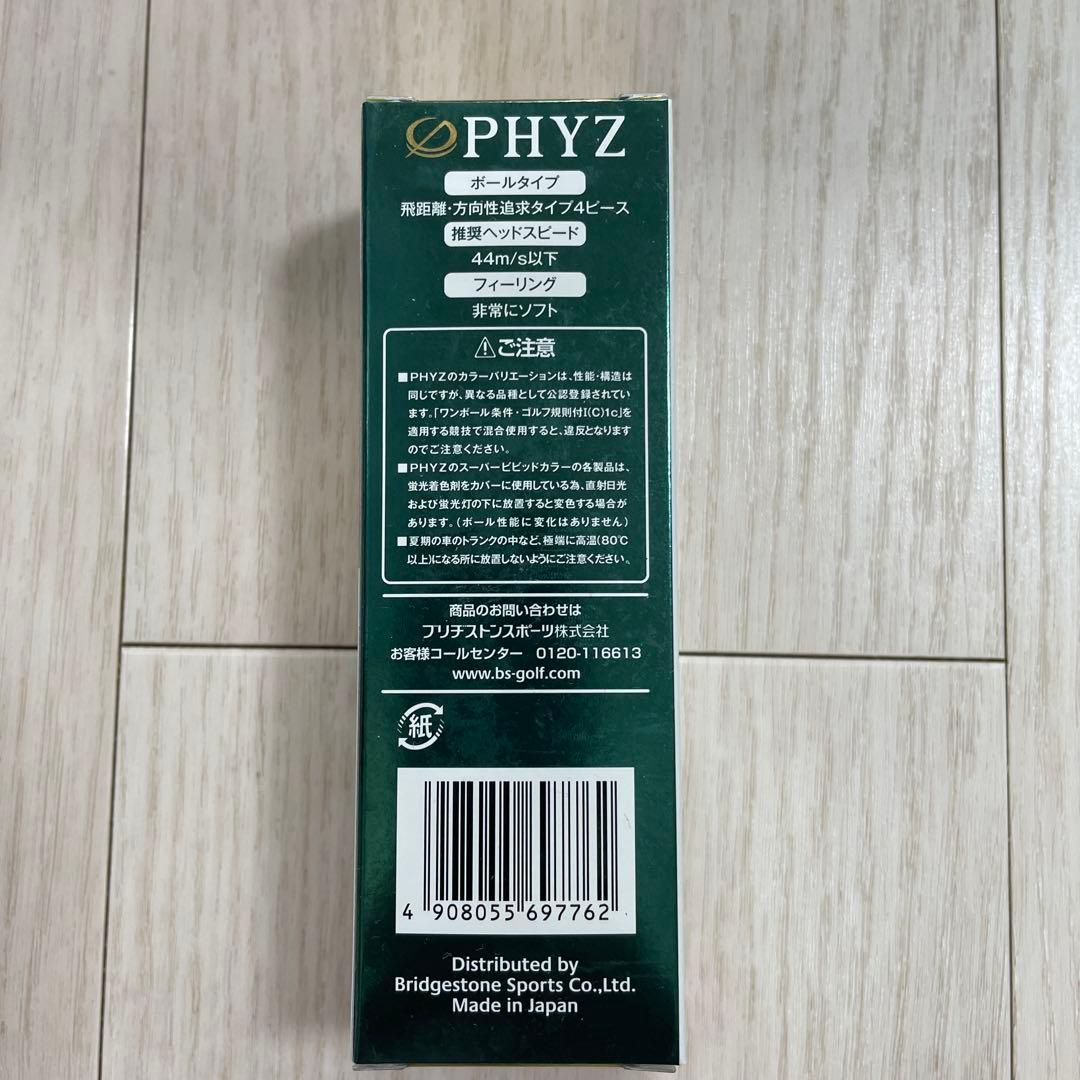 PHYZ
ボールタイプ
飛距離・方向性追求タイプ4ピース
推奨ヘッドスピード
44m/s以下
フィーリング
非常にソフト
ご注意
■PHYZのカラーバリエーションは、性能・構造は
同じですが、異なる品種として公認登録されてい
ます。「ワンボール条件・ゴルフ規則付I(C)1c」を
適用する競技で混合使用すると、違反となります
のでご注意ください。
■PHYZのスーパービビッドカラーの各製品は、
蛍光着色剤をカバーに使用している為、直射日光
および蛍光灯の下に放置すると変色する場合が
あります。(ボール性能に変化はありません)
■夏期の車のトランクの中など、極端に高温(80℃
以上)になる所に放置しないようにご注意ください。
商品のお問い合わせは
ブリヂストンスポーツ株式会社
お客様コールセンター 0120-116613
www.bs-golf.com
紙
4 908055 697762
Distributed by
Bridgestone Sports Co.,Ltd.
Made in Japan